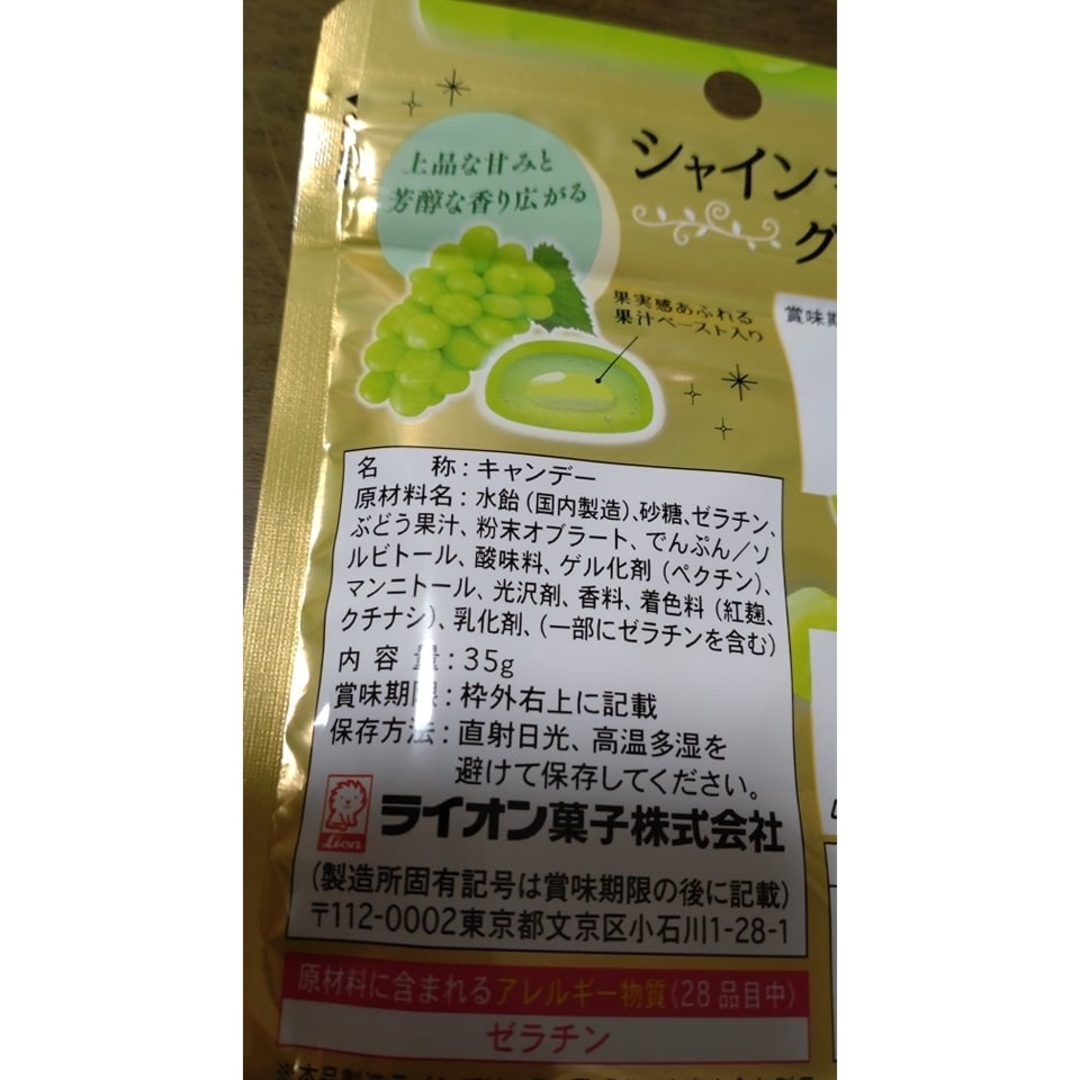 上品な甘みと
芳醇な香り広がる
シャイン
グ
果実感あふれる
果汁ペースト入り
賞味期
名　称：キャンデー
原材料名：水飴（国内製造）、砂糖、ゼラチン、
ぶどう果汁、粉末オブラート、でんぷん／ソ
ルビトール、酸味料、ゲル化剤（ペクチン）、
マンニトール、光沢剤、香料、着色料（紅麹、
クチナシ）、乳化剤、（一部にゼラチンを含む）
内容量：35g
賞味期限：枠外右上に記載
保存方法：直射日光、高温多湿を
避けて保存してください。
Lion
ライオン菓子株式会社
（製造所固有記号は賞味期限の後に記載）
〒112-0002東京都文京区小石川1-28-1
原材料に含まれるアレルギー物質〈28品目中〉
ゼラチン